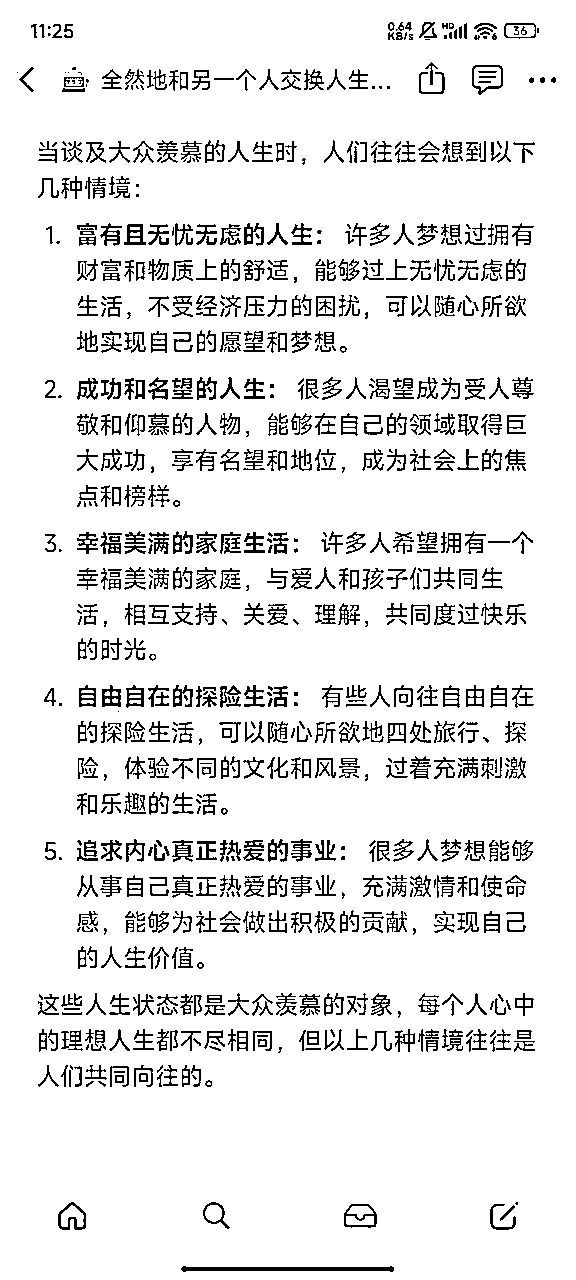 11:25
0.64
KB/s
HD
36
全然地和另一个人交换人生...
当谈及大众羡慕的人生时，人们往往会想到以下
几种情境：
1. 富有且无忧无虑的人生： 许多人梦想过拥有
财富和物质上的舒适，能够过上无忧无虑的
生活，不受经济压力的困扰，可以随心所欲
地实现自己的愿望和梦想。
2. 成功和名望的人生： 很多人渴望成为受人尊
敬和仰慕的人物，能够在自己的领域取得巨
大成功，享有名望和地位，成为社会上的焦
点和榜样。
3. 幸福美满的家庭生活： 许多人希望拥有一个
幸福美满的家庭，与爱人和孩子们共同生
活，相互支持、关爱、理解，共同度过快乐
的时光。
4. 自由自在的探险生活： 有些人向往自由自在
的探险生活，可以随心所欲地四处旅行、探
险，体验不同的文化和风景，过着充满刺激
和乐趣的生活。
5. 追求内心真正热爱的事业： 很多人梦想能够
从事自己真正热爱的事业，充满激情和使命
感，能够为社会做出积极的贡献，实现自己
的人生价值。
这些人生状态都是大众羡慕的对象，每个人心中
的理想人生都不尽相同，但以上几种情境往往是
人们共同向往的。